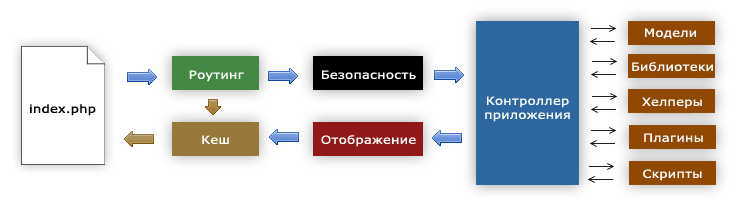 index.php
Роутинг
Безопасность
Кеш
Отображение
Контроллер
приложения
Модели
Библиотеки
Хелперы
Плагины
Скрипты